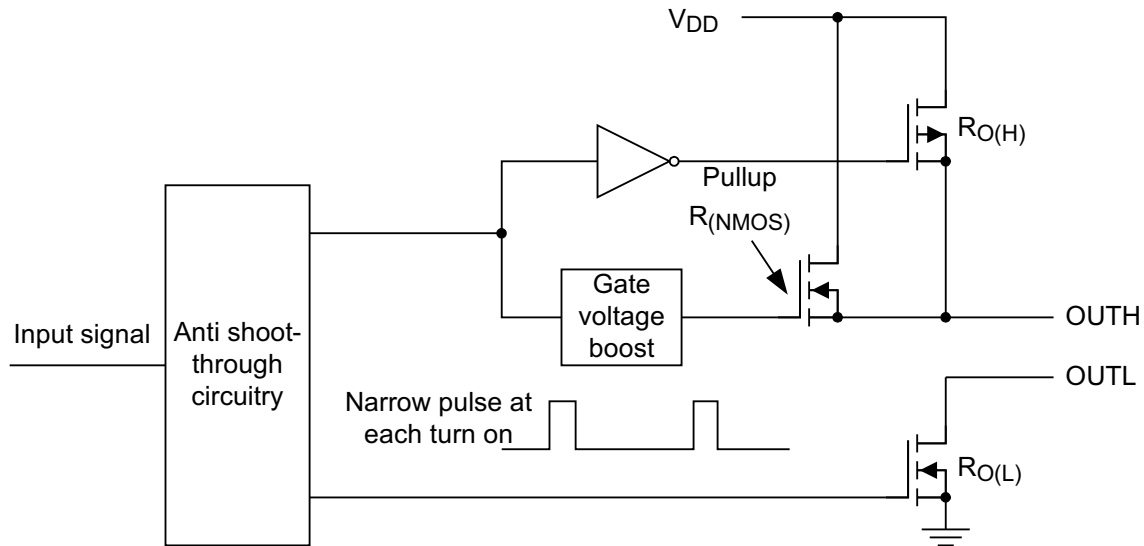 VDD
RO(H)
Pullup
R(NMOS)
Gate
voltage
boost
Input signal
Anti shoot-
through
circuitry
OUTH
OUTL
Narrow pulse at
each turn on
RO(L)